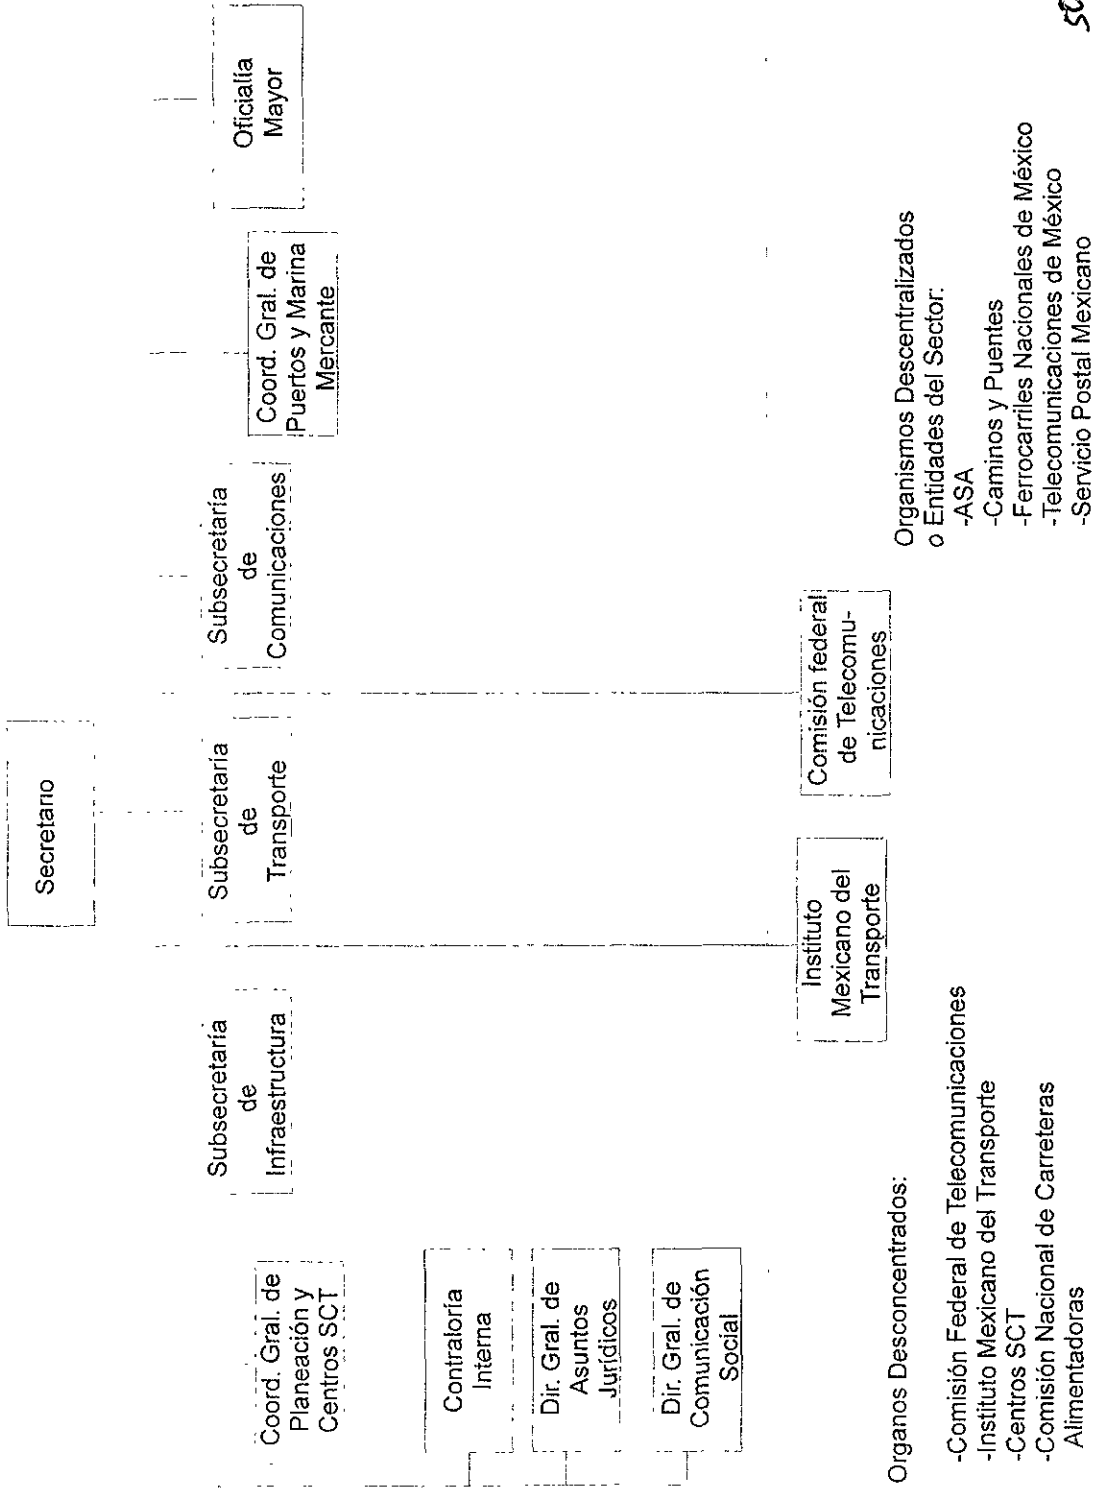 Secretario
Coord. Gral. de
Planeación y
Centros SCT
Subsecretaría
de
Infraestructura
Subsecretaria
de
Transporte
Subsecretaría
de
Comunicaciones
Coord. Gral. de
Puertos y Marina
Mercante
Oficialía
Mayor
Contraloría
Interna
Dir. Gral. de
Asuntos
Jurídicos
Dir. Gral. de
Comunicación
Social
Instituto
Mexicano del
Transporte
Comisión federal
de Telecomu-
nicaciones
Organos Desconcentrados:
-Comisión Federal de Telecomunicaciones
-Instituto Mexicano del Transporte
-Centros SCT
-Comisión Nacional de Carreteras
Alimentadoras
Organismos Descentralizados
o Entidades del Sector:
-ASA
-Caminos y Puentes
-Ferrocarriles Nacionales de México
-Telecomunicaciones de México
-Servicio Postal Mexicano